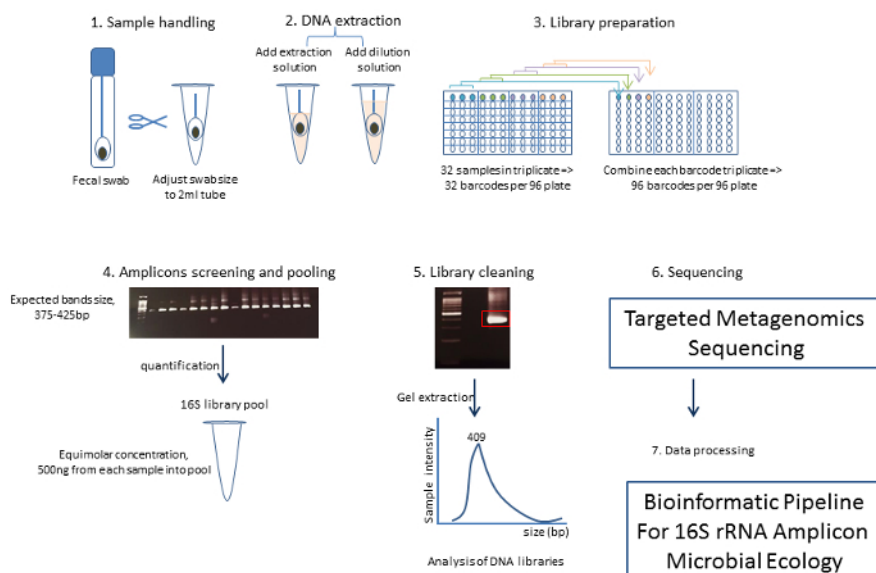 1. Sample handling
Fecal swab
Adjust swab size
to 2ml tube
2. DNA extraction
Add extraction
solution
Add dilution
solution
3. Library preparation
32 samples in triplicate =>
32 barcodes per 96 plate
Combine each barcode triplicate =>
96 barcodes per 96 plate
4. Amplicons screening and pooling
Expected bands size,
375-425bp
quantification
16S library pool
Equimolar concentration,
500ng from each sample into pool
5. Library cleaning
Gel extraction
409
Sample intensity
size (bp)
Analysis of DNA libraries
6. Sequencing
Targeted Metagenomics
Sequencing
7. Data processing
Bioinformatic Pipeline
For 16S rRNA Amplicon
Microbial Ecology